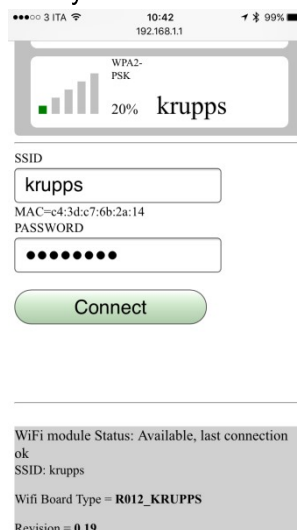 ●●●○○ 3 ITA 10:42 99%
192.168.1.1
WPA2-
PSK
20% krupps
SSID
krupps
MAC=c4:3d:c7:6b:2a:14
PASSWORD
●●●●●●●●
Connect
WiFi module Status: Available, last connection
ok
SSID: krupps
Wifi Board Type = R012_KRUPPS
Revision = 0.19